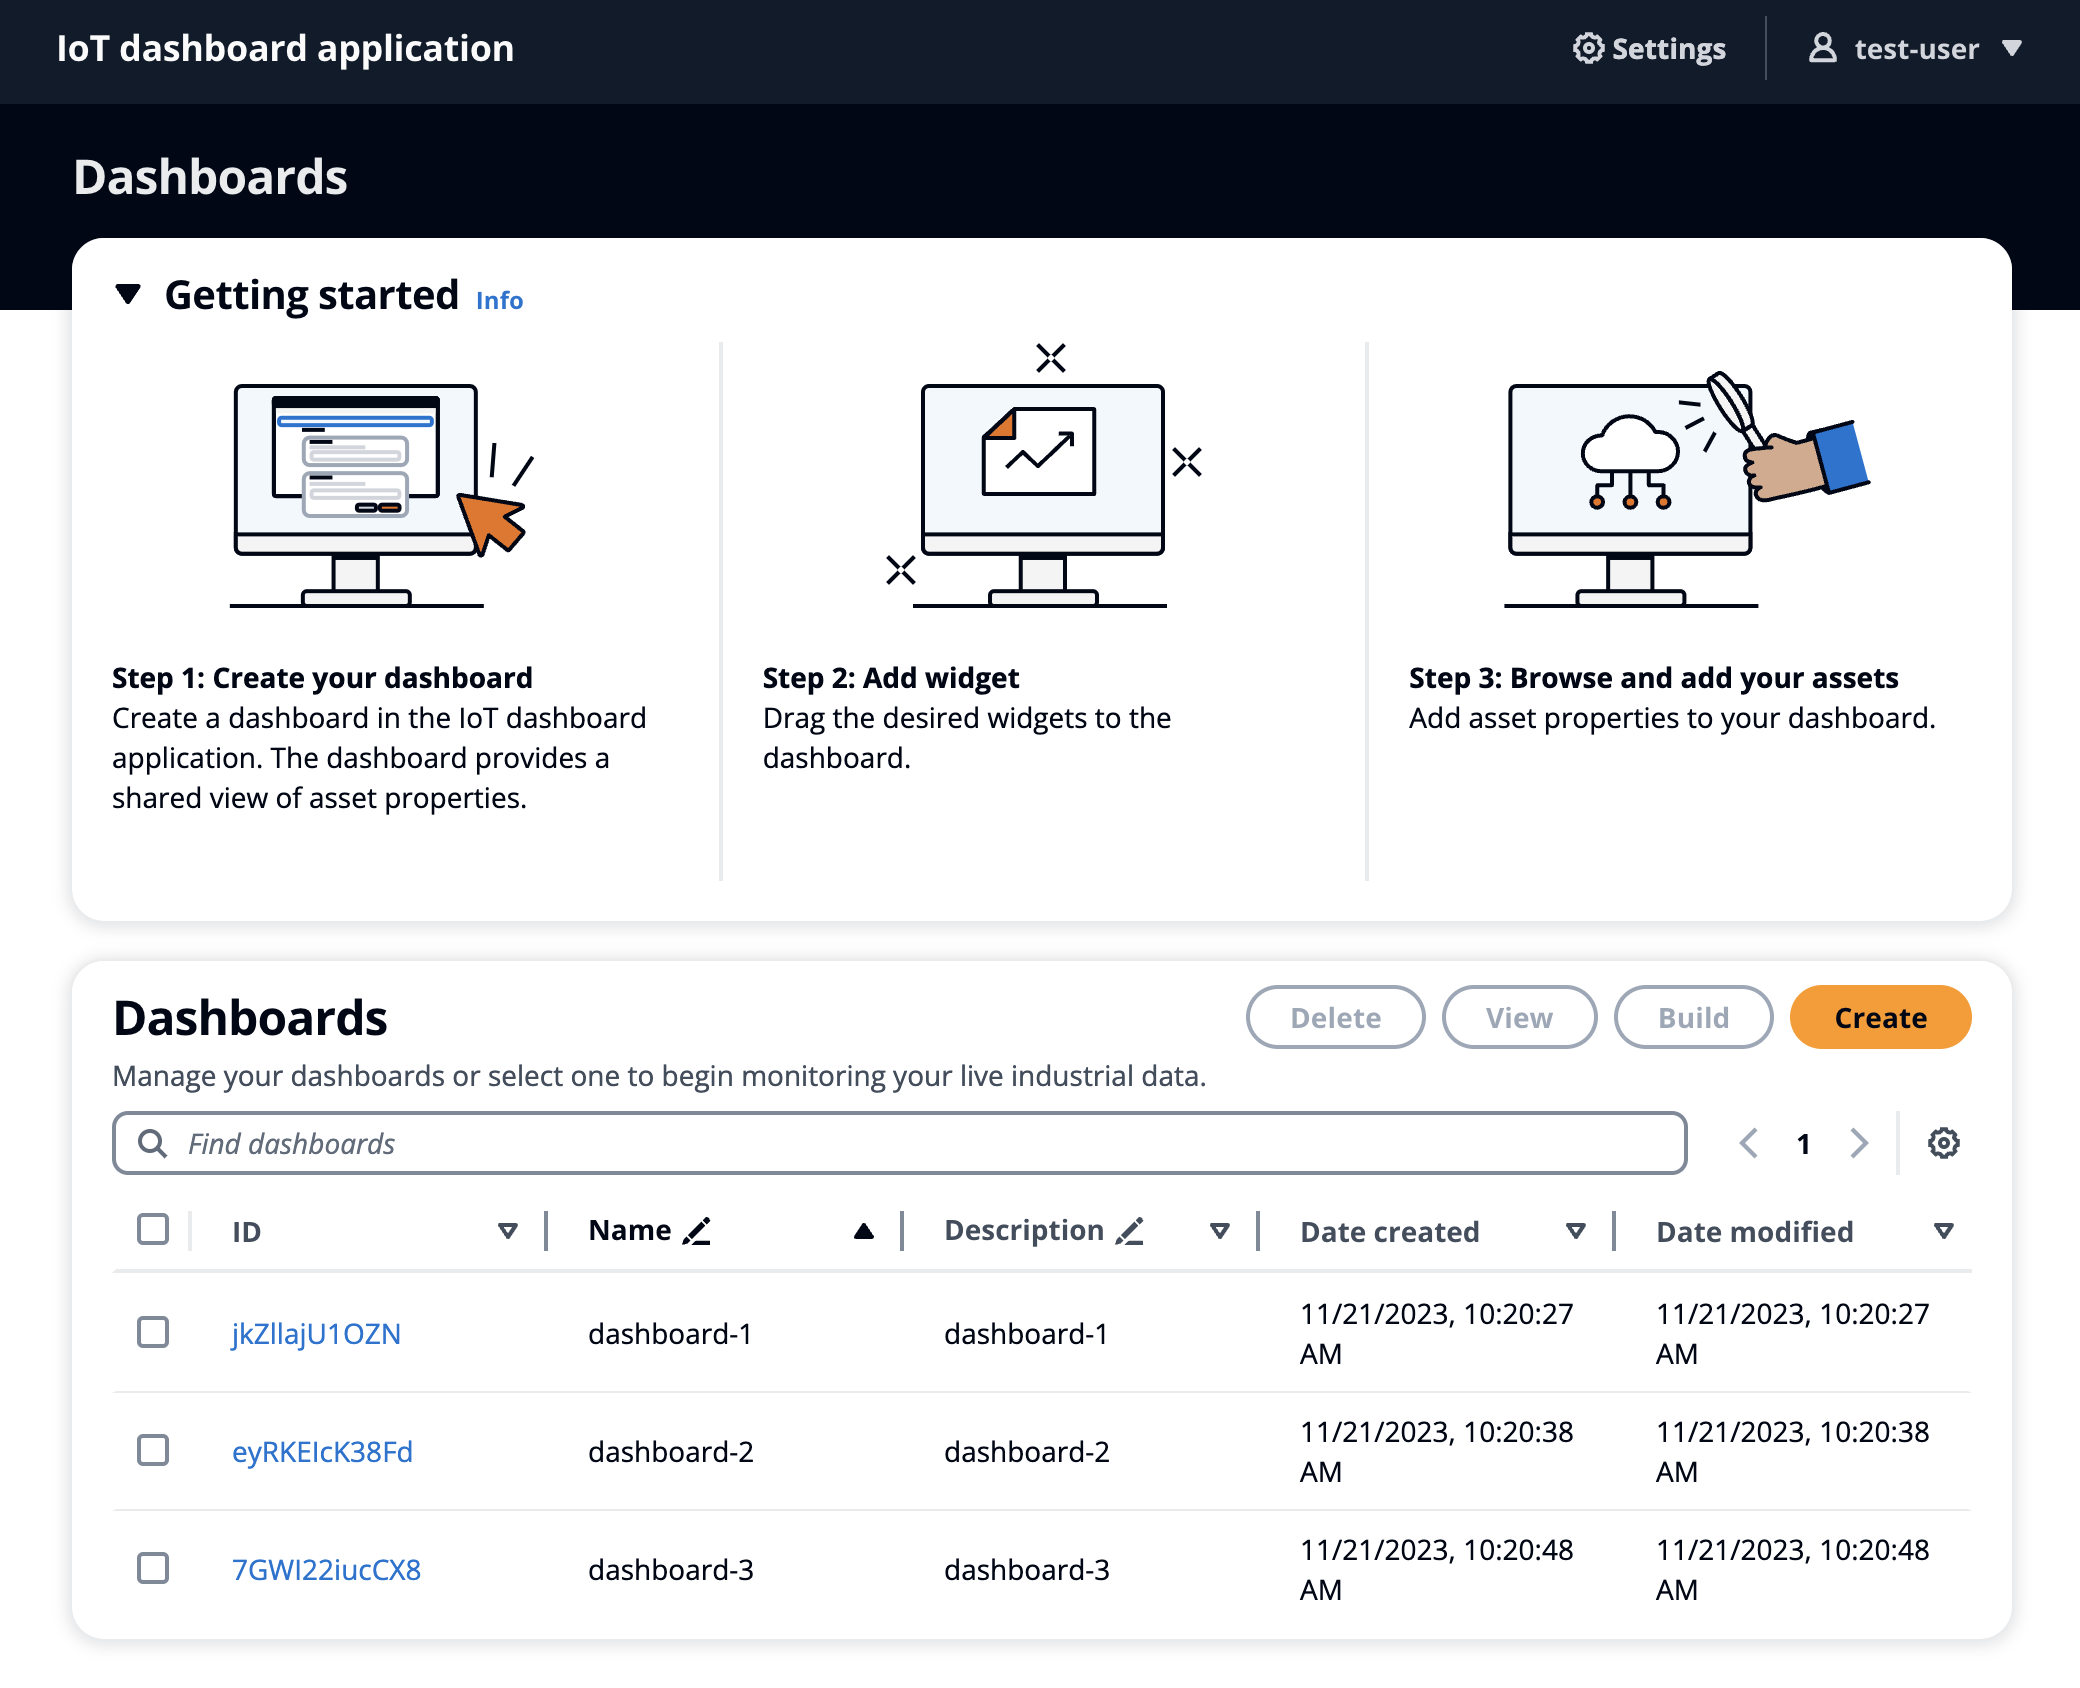 IoT dashboard application
Settings
test-user
Dashboards
Getting started Info
Step 1: Create your dashboard
Create a dashboard in the IoT dashboard
application. The dashboard provides a
shared view of asset properties.
Step 2: Add widget
Drag the desired widgets to the
dashboard.
Step 3: Browse and add your assets
Add asset properties to your dashboard.
Dashboards
Delete
View
Build
Create
Manage your dashboards or select one to begin monitoring your live industrial data.
Find dashboards
1
ID
Name
Description
Date created
Date modified
jkZllajU1OZN
dashboard-1
dashboard-1
11/21/2023, 10:20:27
AM
11/21/2023, 10:20:27
AM
eyRKEIcK38Fd
dashboard-2
dashboard-2
11/21/2023, 10:20:38
AM
11/21/2023, 10:20:38
AM
7GWI22iucCX8
dashboard-3
dashboard-3
11/21/2023, 10:20:48
AM
11/21/2023, 10:20:48
AM